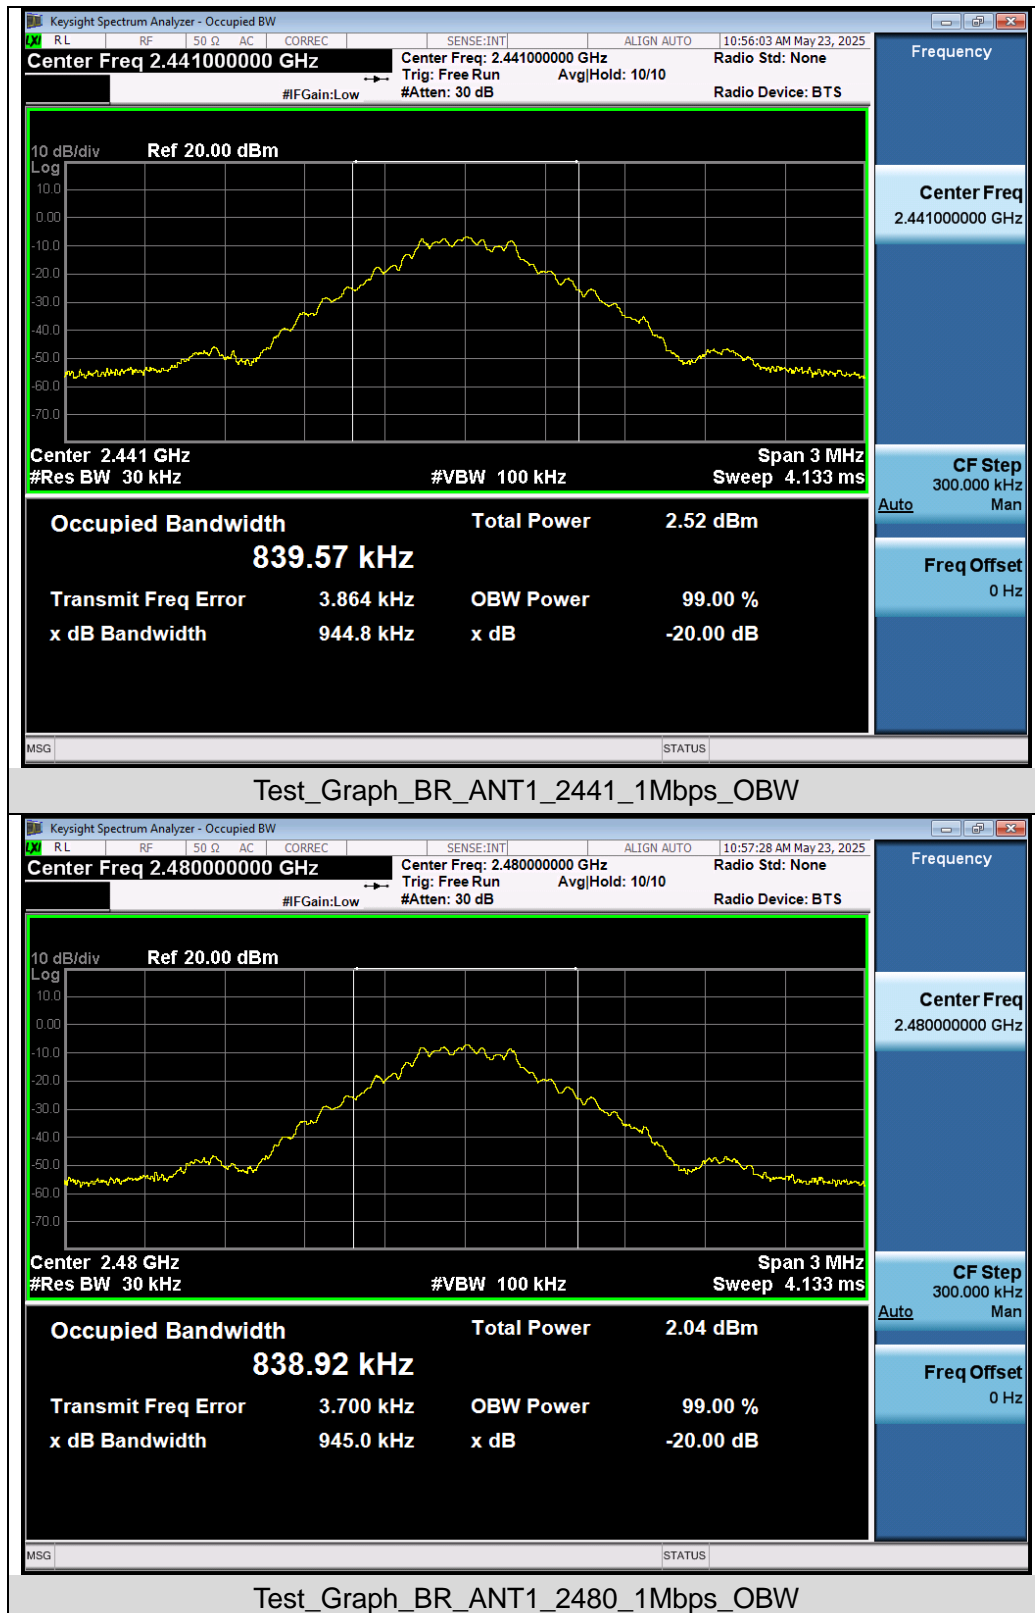 Keysight Spectrum Analyzer - Occupied BW
LXI RL RF 50 Ω AC CORREC SENSE:INT ALIGN AUTO 10:56:03 AM May 23, 2025
Center Freq 2.441000000 GHz
Center Freq: 2.441000000 GHz
Radio Std: None
Trig: Free Run Avg|Hold: 10/10
#IFGain:Low
#Atten: 30 dB
Radio Device: BTS
Frequency
10 dB/div Ref 20.00 dBm
Log
10.0
0.00
-10.0
-20.0
-30.0
-40.0
-50.0
-60.0
-70.0
Center Freq
2.441000000 GHz
Center 2.441 GHz Span 3 MHz
#Res BW 30 kHz #VBW 100 kHz Sweep 4.133 ms
CF Step
300.000 kHz
Auto Man
Freq Offset
0 Hz
Occupied Bandwidth Total Power 2.52 dBm
839.57 kHz
Transmit Freq Error 3.864 kHz OBW Power 99.00 %
x dB Bandwidth 944.8 kHz x dB -20.00 dB
MSG STATUS
Test_Graph_BR_ANT1_2441_1Mbps_OBW
Keysight Spectrum Analyzer - Occupied BW
LXI RL RF 50 Ω AC CORREC SENSE:INT ALIGN AUTO 10:57:28 AM May 23, 2025
Center Freq 2.480000000 GHz
Center Freq: 2.480000000 GHz
Radio Std: None
Trig: Free Run Avg|Hold: 10/10
#IFGain:Low
#Atten: 30 dB
Radio Device: BTS
Frequency
10 dB/div Ref 20.00 dBm
Log
10.0
0.00
-10.0
-20.0
-30.0
-40.0
-50.0
-60.0
-70.0
Center Freq
2.480000000 GHz
Center 2.48 GHz Span 3 MHz
#Res BW 30 kHz #VBW 100 kHz Sweep 4.133 ms
CF Step
300.000 kHz
Auto Man
Freq Offset
0 Hz
Occupied Bandwidth Total Power 2.04 dBm
838.92 kHz
Transmit Freq Error 3.700 kHz OBW Power 99.00 %
x dB Bandwidth 945.0 kHz x dB -20.00 dB
MSG STATUS
Test_Graph_BR_ANT1_2480_1Mbps_OBW